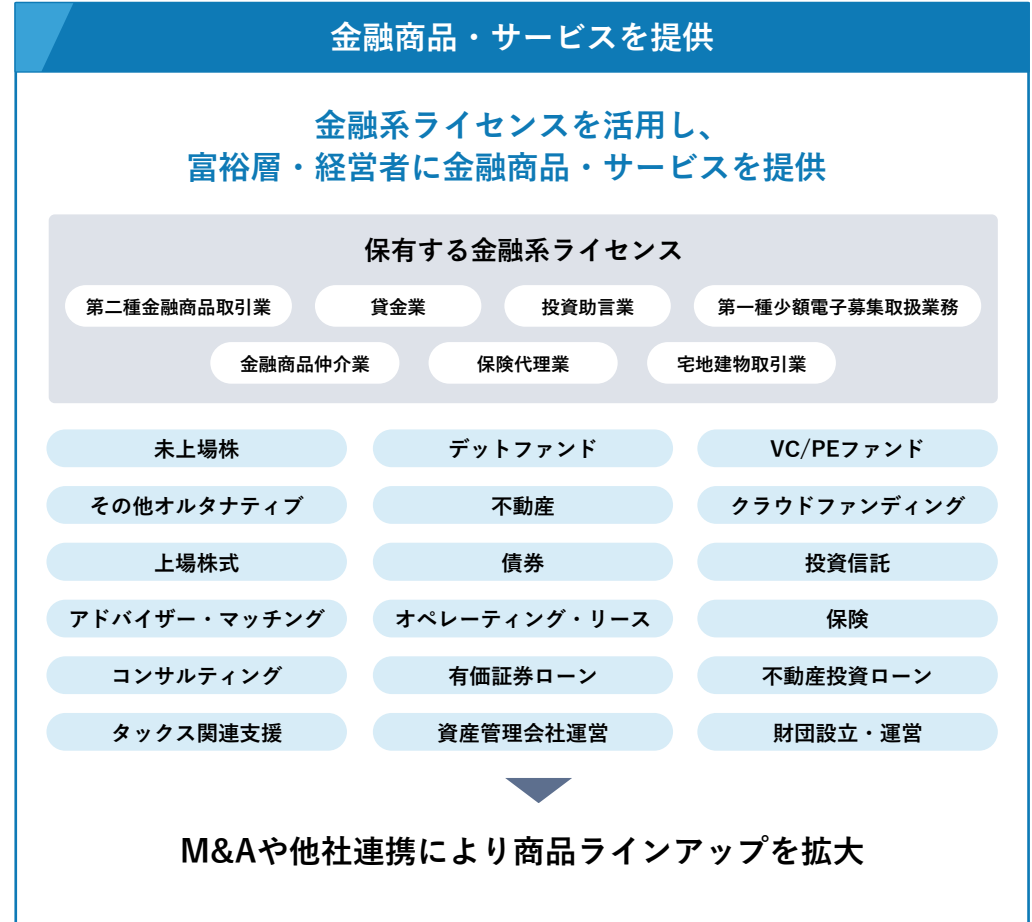 金融商品・サービスを提供
金融系ライセンスを活用し、
富裕層・経営者に金融商品・サービスを提供
保有する金融系ライセンス
第二種金融商品取引業 貸金業 投資助言業 第一種少額電子募集取扱業務
金融商品仲介業 保険代理業 宅地建物取引業
未上場株 デットファンド VC/PEファンド
その他オルタナティブ 不動産 クラウドファンディング
上場株式 債券 投資信託
アドバイザー・マッチング オペレーティング・リース 保険
コンサルティング 有価証券ローン 不動産投資ローン
タックス関連支援 資産管理会社運営 財団設立・運営
M&Aや他社連携により商品ラインアップを拡大